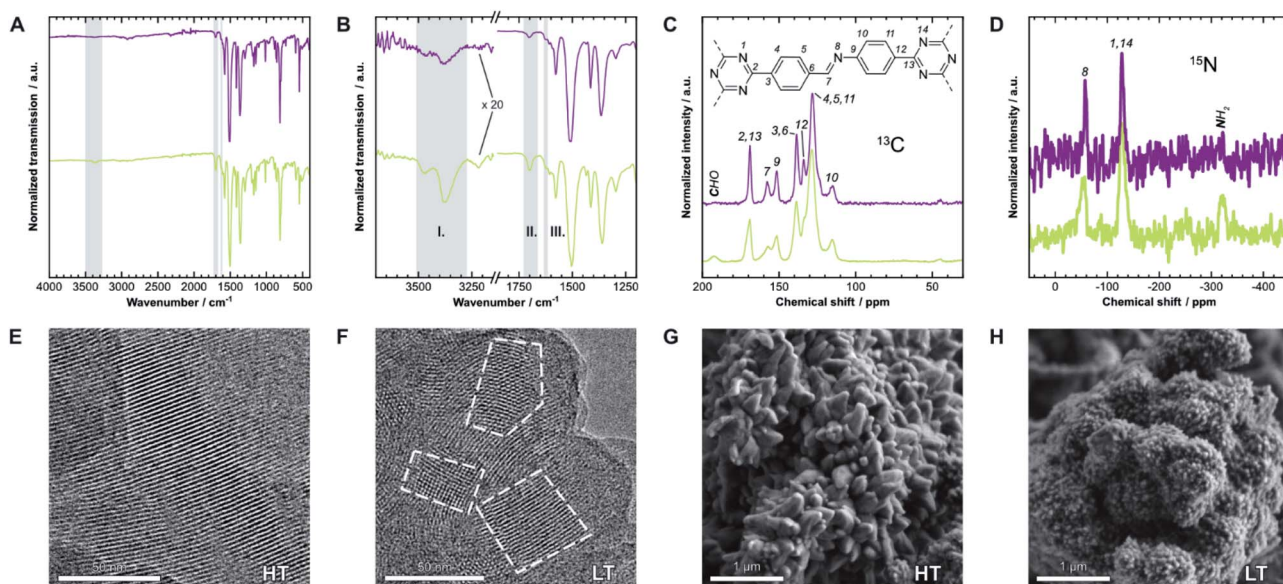 A
Normalized transmission / a.u.
4000 3500 3000 2500 2000 1500 1000 500
Wavenumber / cm-1
B
Normalized transmission / a.u.
x 20
I. II. III.
3500 3250 1750 1500 1250
Wavenumber / cm-1
C
Normalized intensity / a.u.
1 14
N N N N N N N
2 3 4 5 6 7 8 9 10 11 12 13
4,5,11
13C
3,6
12
2,13
7
9
10
CHO
200 150 100 50
Chemical shift / ppm
D
Normalized intensity / a.u.
1,14
15N
8
NH2
0 -100 -200 -300 -400
Chemical shift / ppm
E
50 nm
HT
F
50 nm
LT
G
1 µm
HT
H
1 µm
LT